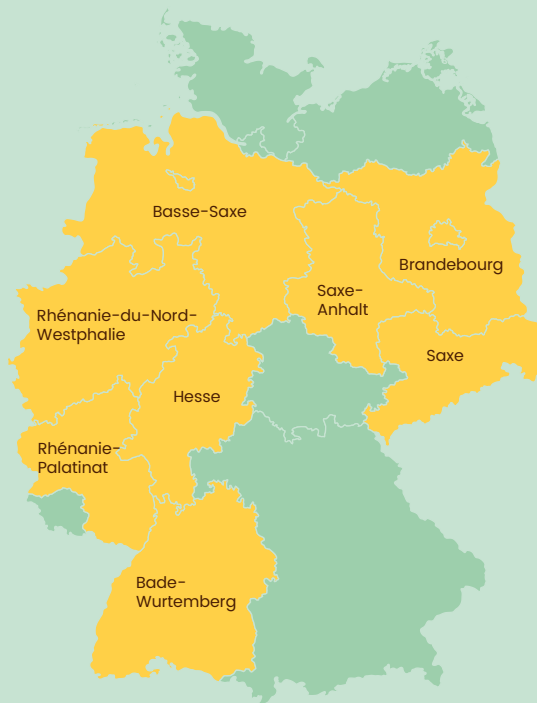 Basse-Saxe
Brandebourg
Saxe-
Anhalt
Rhénanie-du-Nord-
Westphalie
Saxe
Hesse
Rhénanie-
Palatinat
Bade-
Wurtemberg